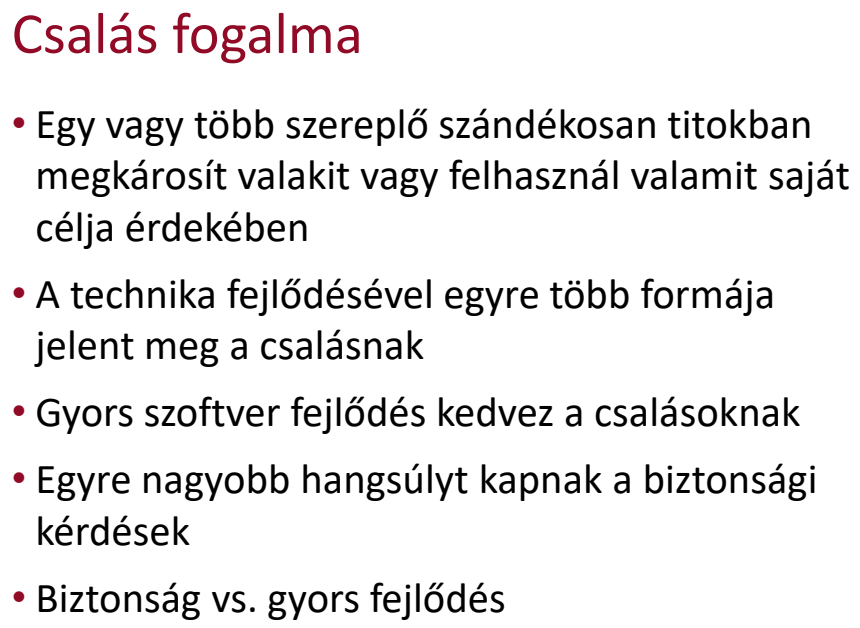 Csalás fogalma
• Egy vagy több szereplő szándékosan titokban
megkárosít valakit vagy felhasznál valamit saját
célja érdekében
• A technika fejlődésével egyre több formája
jelent meg a csalásnak
• Gyors szoftver fejlődés kedvez a csalásoknak
• Egyre nagyobb hangsúlyt kapnak a biztonsági
kérdések
• Biztonság vs. gyors fejlődés